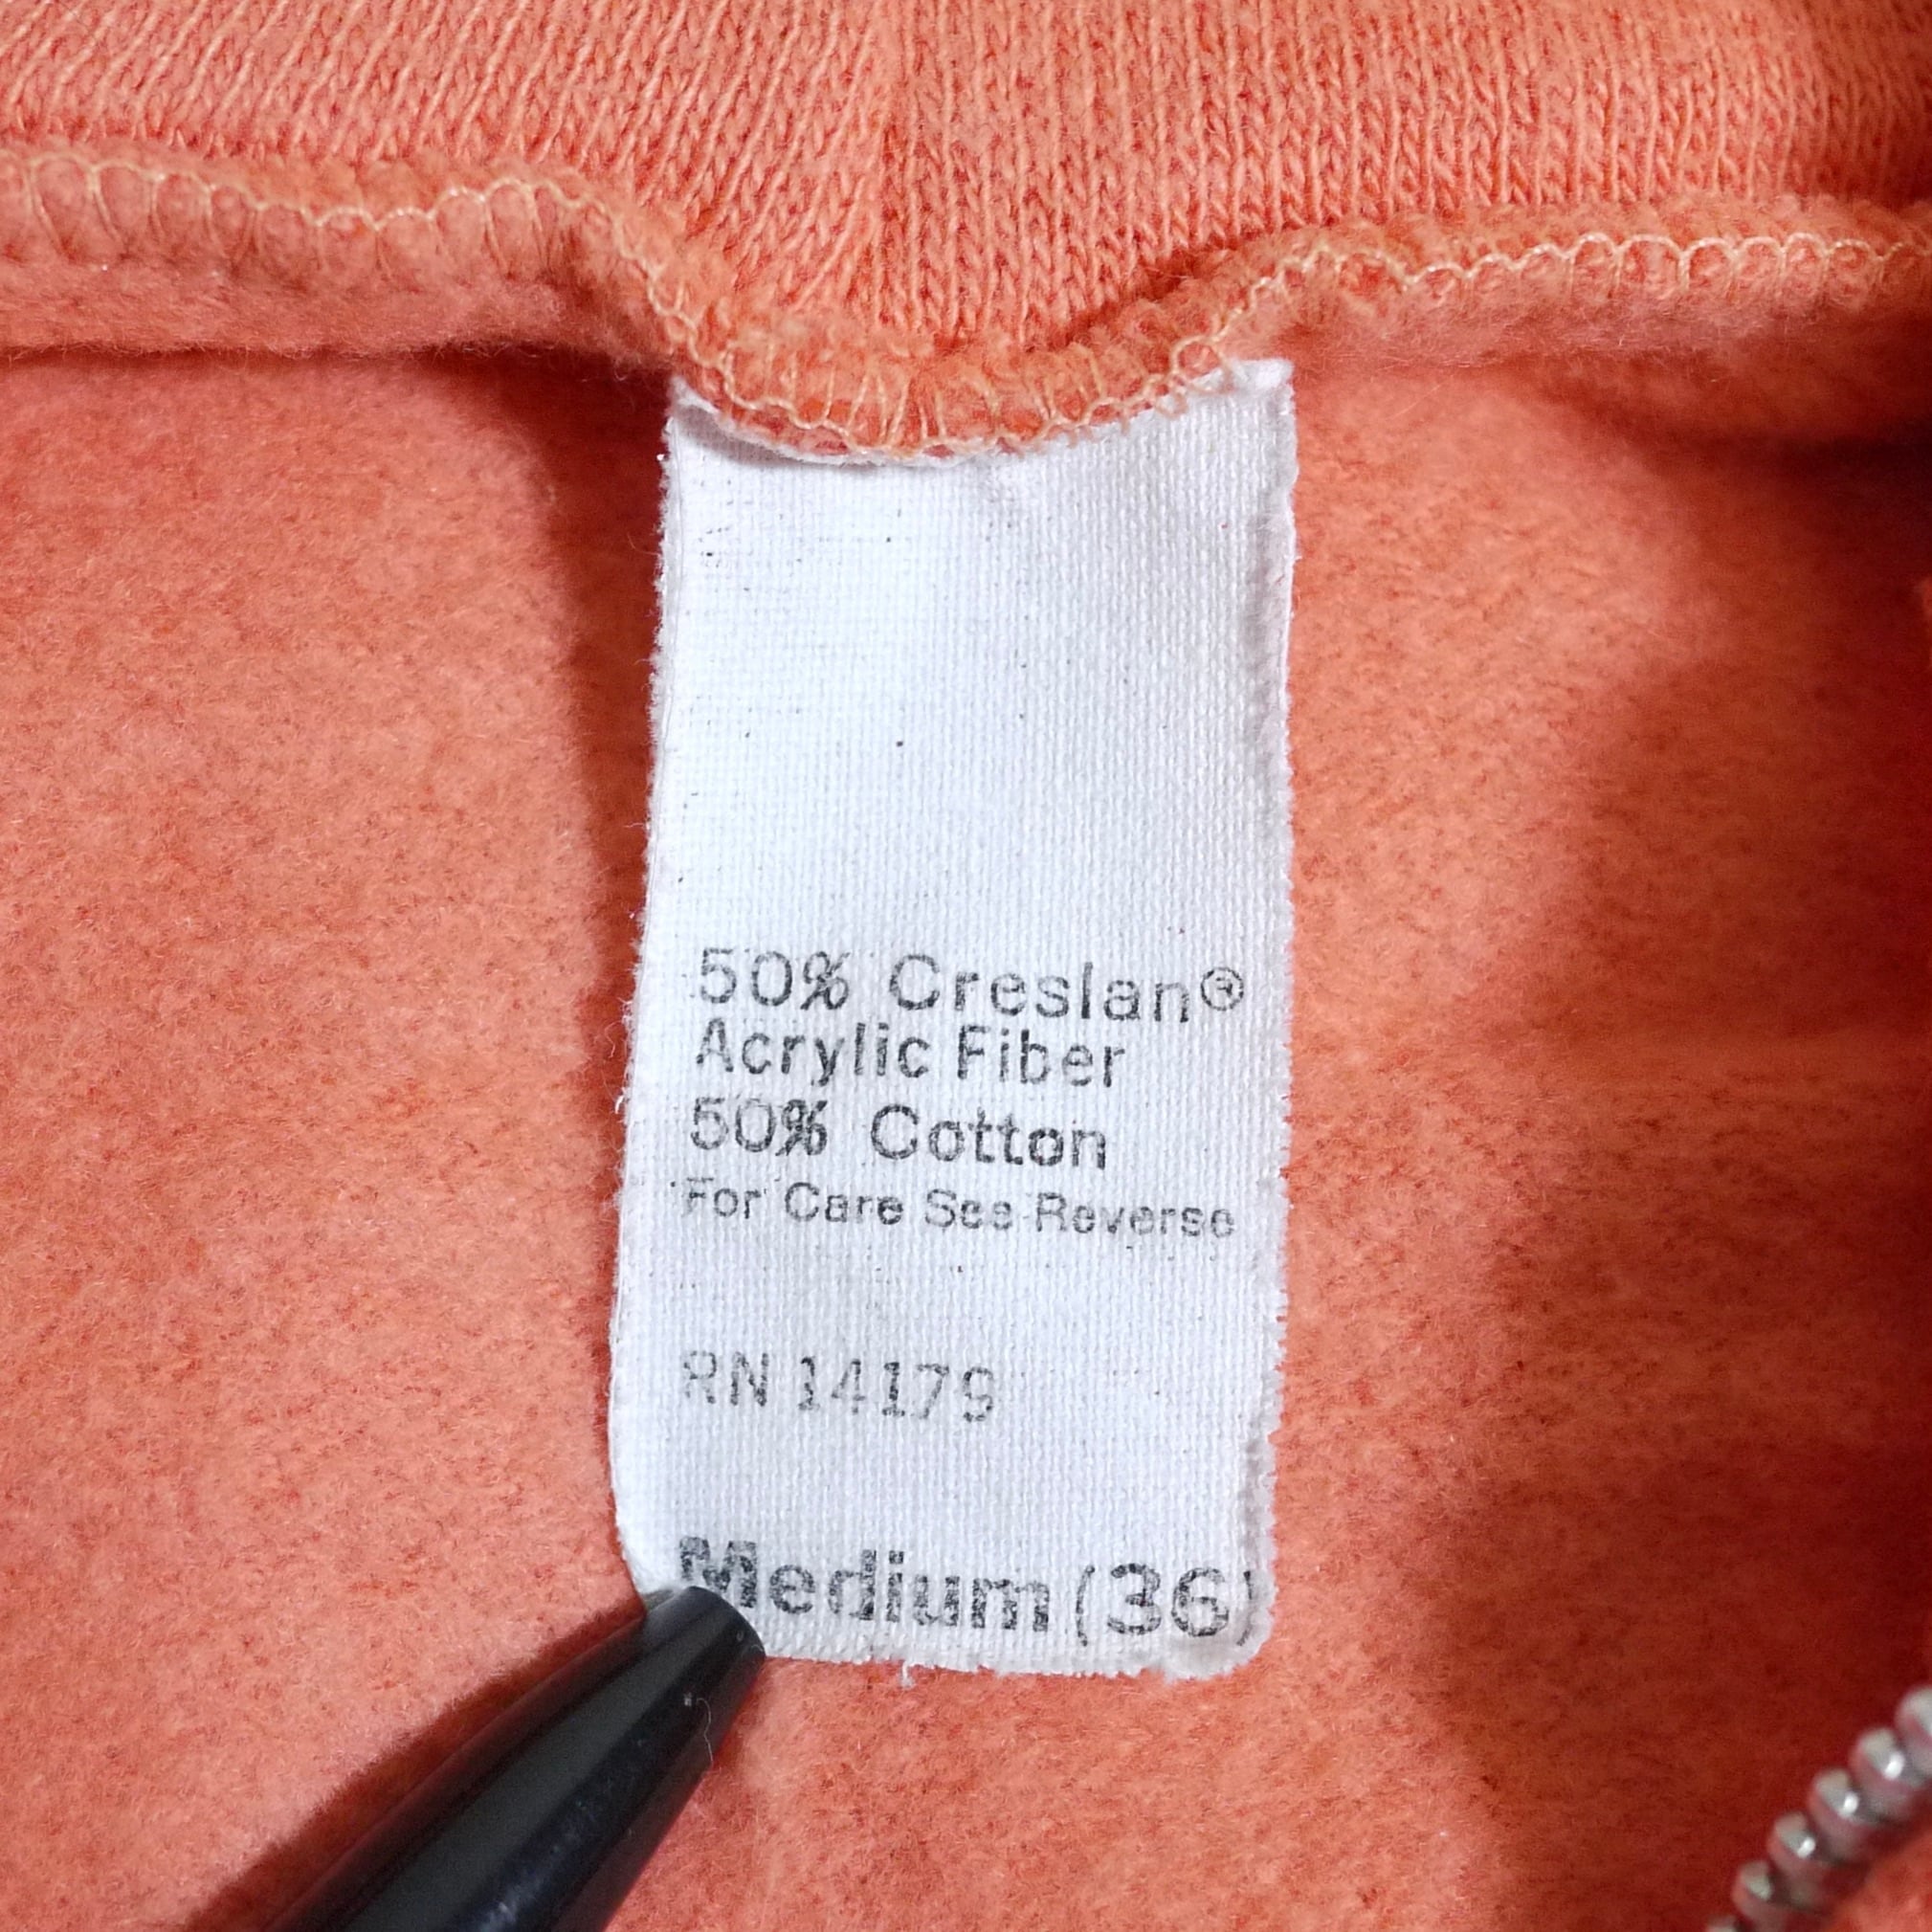 50% Creslan®
Acrylic Fiber
50% Cotton
For Care See Reverse
RN 14179
Medium (36)